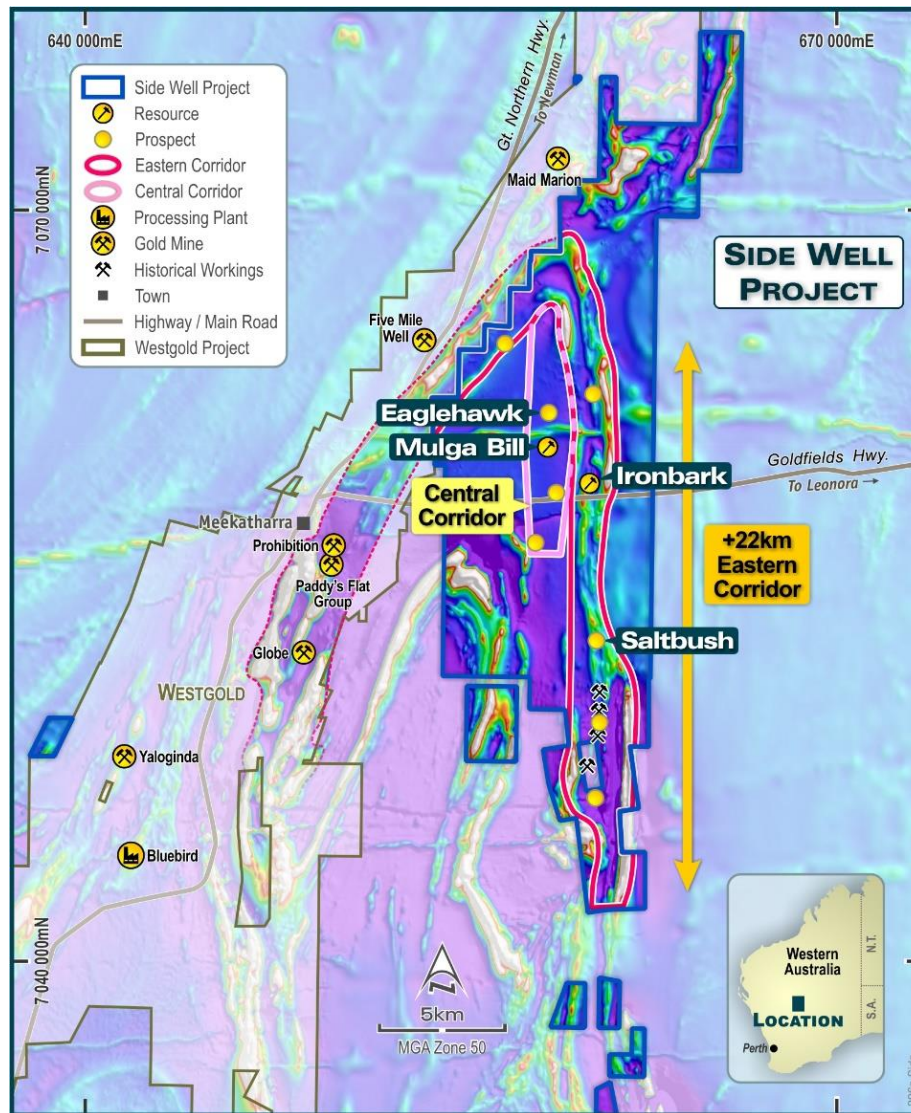 640 000mE
670 000mE
7 070 000mN
7 040 000mN
Side Well Project
Resource
Prospect
Eastern Corridor
Central Corridor
Processing Plant
Gold Mine
Historical Workings
Town
Highway / Main Road
Westgold Project
Gt. Northern Hwy.
To Newman →
Maid Marion
SIDE WELL
PROJECT
Five Mile
Well
Eaglehawk
Mulga Bill
Ironbark
Goldfields Hwy.
To Leonora →
Central
Corridor
Meekatharra
Prohibition
Paddy's Flat
Group
+22km
Eastern
Corridor
Globe
Saltbush
WESTGOLD
Yaloginda
Bluebird
N
5km
MGA Zone 50
Western
Australia
N.T.
S.A.
LOCATION
Perth